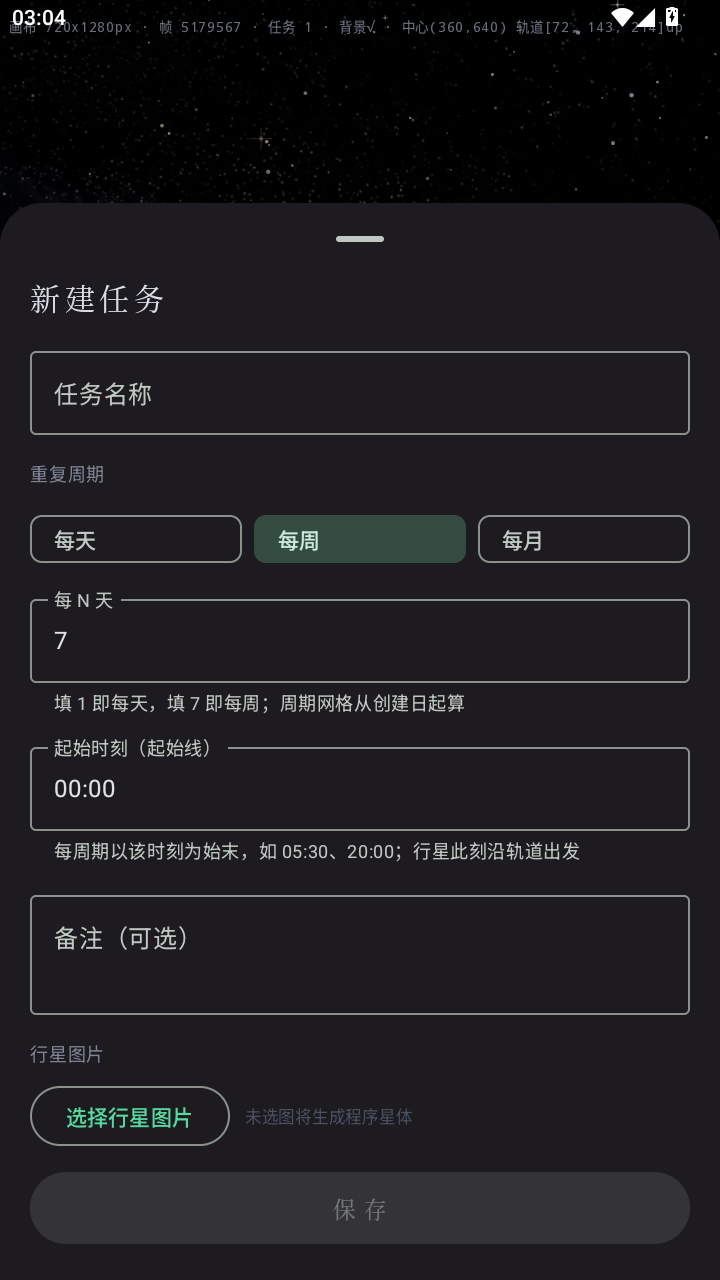 03:04
画布 720x1280px · 帧 5179567 · 任务 1 · 背景√ · 中心(360,640) 轨道[72, 143, 214]dp
新建任务
任务名称
重复周期
每天 每周 每月
每 N 天
7
填 1 即每天，填 7 即每周；周期网格从创建日起算
起始时刻（起始线）
00:00
每周期以该时刻为始末，如 05:30、20:00；行星此刻沿轨道出发
备注（可选）
行星图片
选择行星图片 未选图将生成程序星体
保存